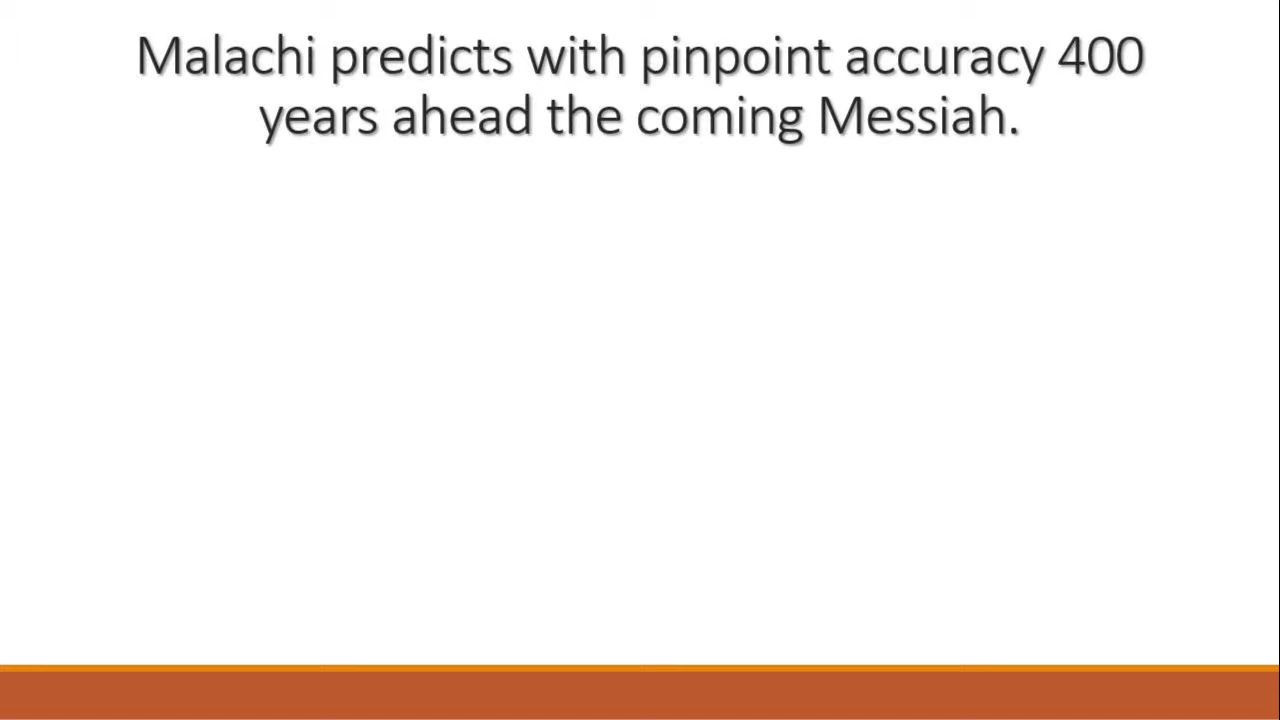 Malachi predicts with pinpoint accuracy 400
years ahead the coming Messiah.